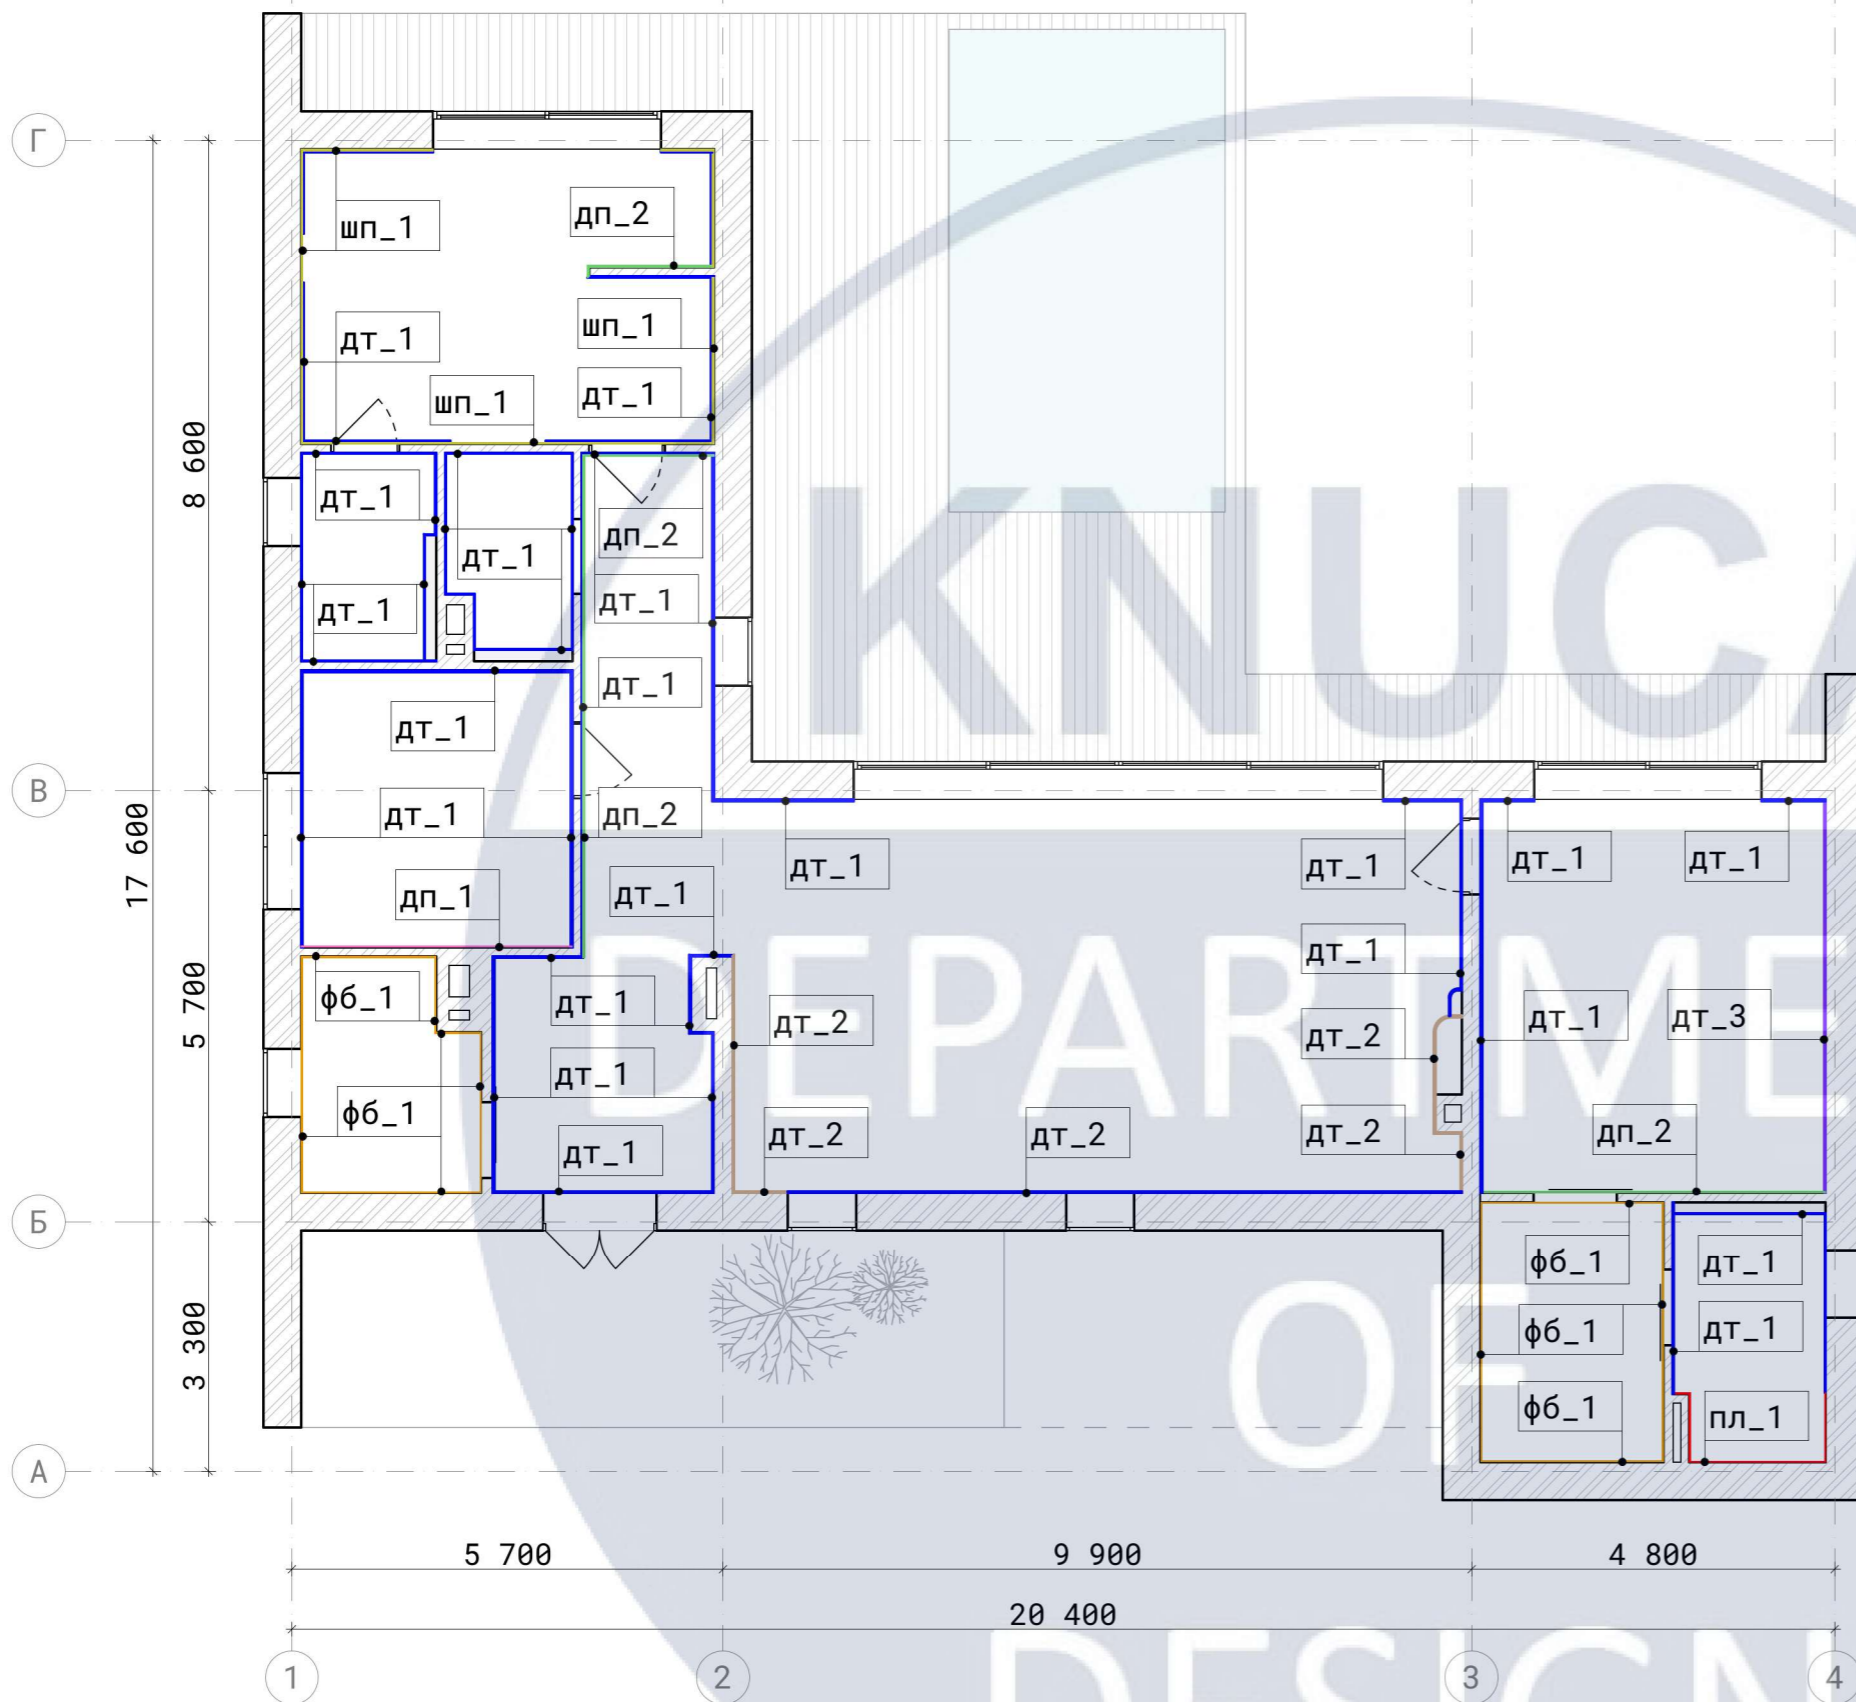 Г
шп_1
дп_2
дт_1
шп_1
шп_1
дт_1
8 600
дт_1
дт_1
дп_2
дт_1
дт_1
KNUCA
дт_1
дт_1
В
17 600
дт_1
дп_2
дт_1
дт_1
дт_1
дт_1
дп_1
дт_1
дт_1
DEPARTME
5 700
фб_1
дт_1
дт_2
дт_2
дт_1
дт_3
фб_1
дт_1
дт_1
дт_2
дт_2
дт_2
дп_2
Б
фб_1
дт_1
3 300
фб_1
дт_1
OF
фб_1
пл_1
А
5 700
9 900
4 800
20 400
DESIGN
1
2
3
4